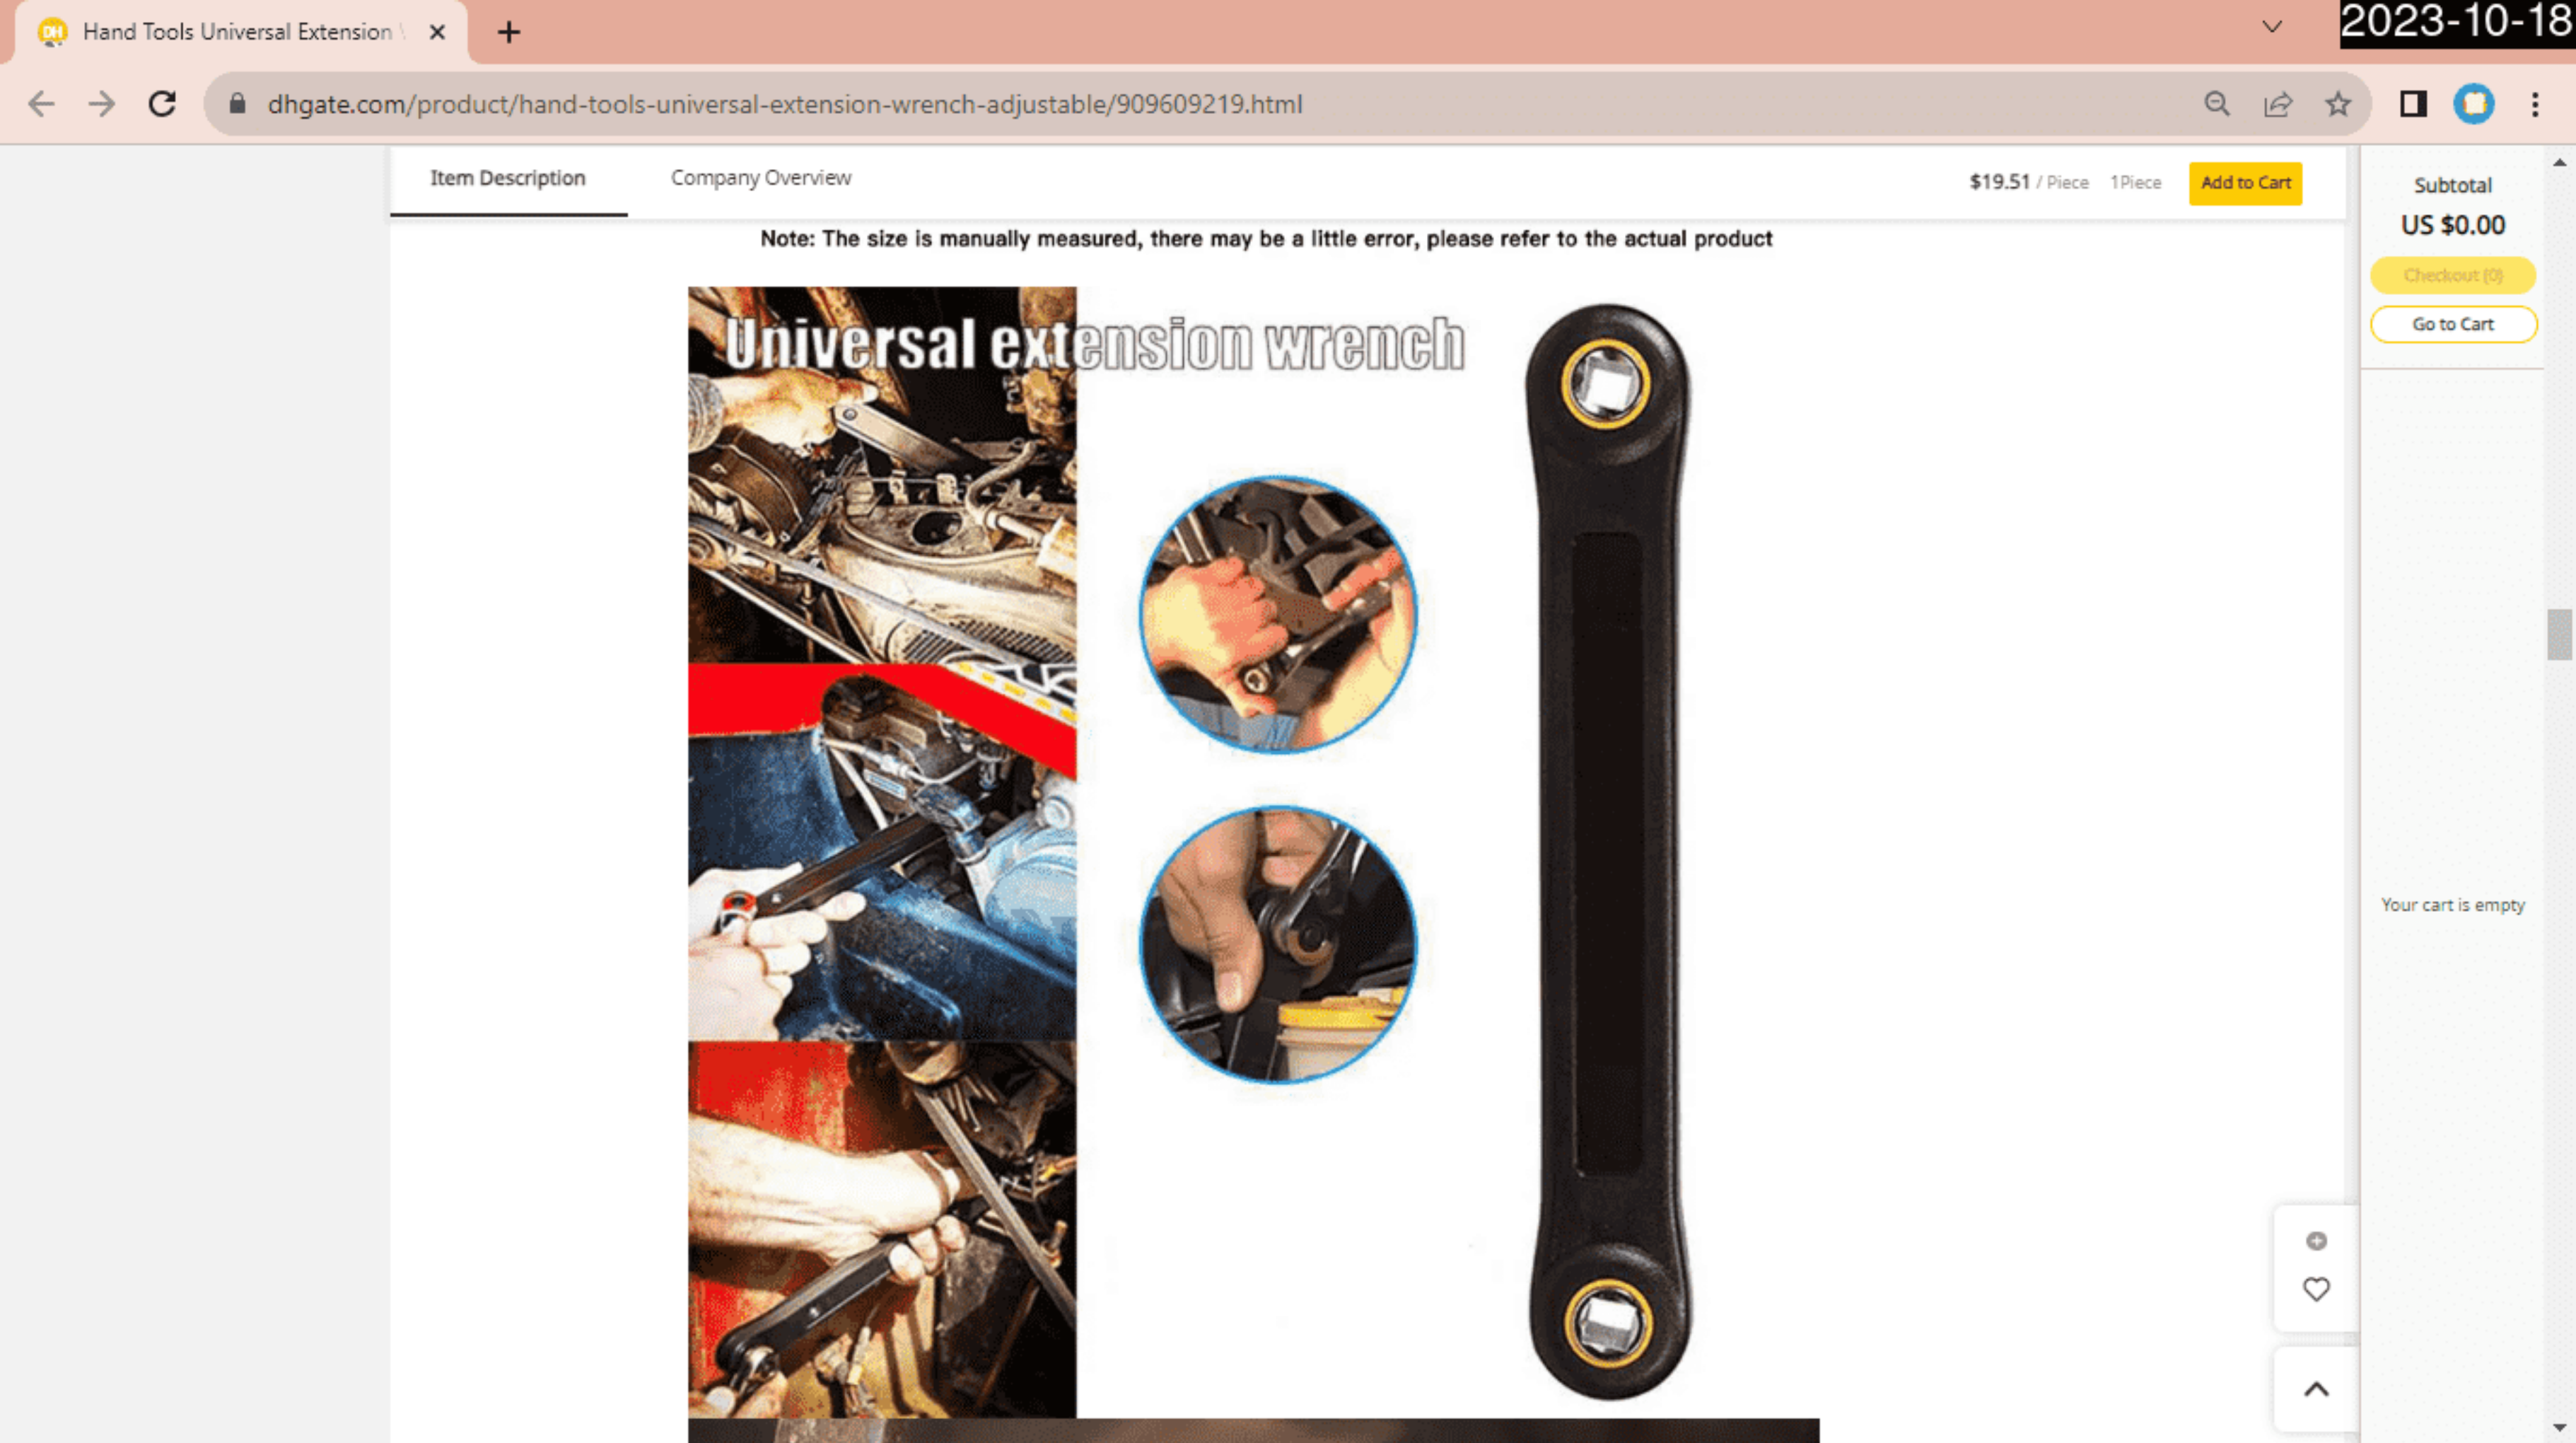 Hand Tools Universal Extension
2023-10-18
dhgate.com/product/hand-tools-universal-extension-wrench-adjustable/909609219.html
Item Description
Company Overview
$19.51 / Piece 1Piece
Add to Cart
Subtotal
US $0.00
Checkout (0)
Go to Cart
Note: The size is manually measured, there may be a little error, please refer to the actual product
Universal extension wrench
Your cart is empty